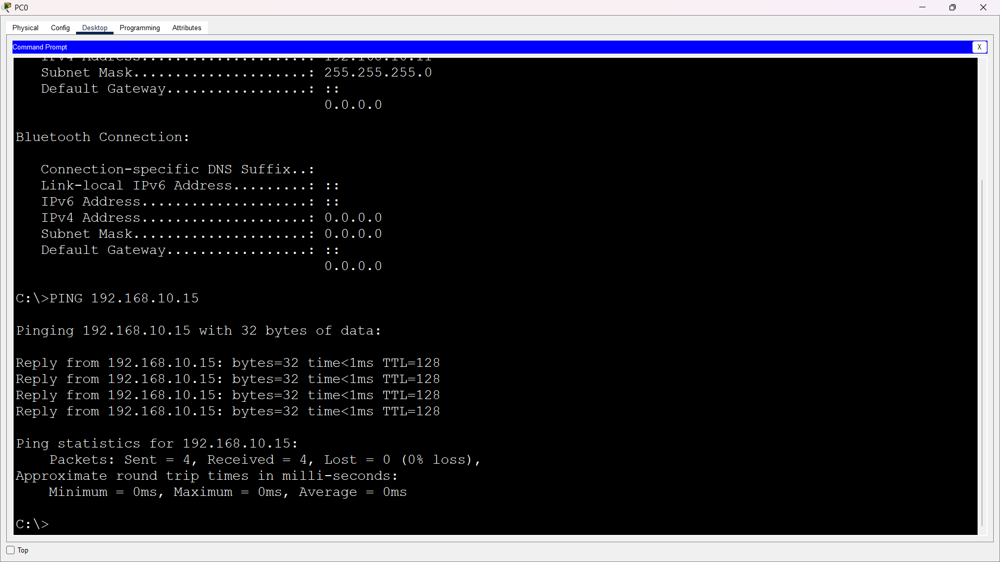 PC0
Physical Config Desktop Programming Attributes
Command Prompt X
IPv4 Address....................: 192.168.10.11
Subnet Mask.....................: 255.255.255.0
Default Gateway.................: ::
0.0.0.0
Bluetooth Connection:
Connection-specific DNS Suffix..:
Link-local IPv6 Address.........: ::
IPv6 Address....................: ::
IPv4 Address....................: 0.0.0.0
Subnet Mask.....................: 0.0.0.0
Default Gateway.................: ::
0.0.0.0
C:\>PING 192.168.10.15
Pinging 192.168.10.15 with 32 bytes of data:
Reply from 192.168.10.15: bytes=32 time<1ms TTL=128
Reply from 192.168.10.15: bytes=32 time<1ms TTL=128
Reply from 192.168.10.15: bytes=32 time<1ms TTL=128
Reply from 192.168.10.15: bytes=32 time<1ms TTL=128
Ping statistics for 192.168.10.15:
Packets: Sent = 4, Received = 4, Lost = 0 (0% loss),
Approximate round trip times in milli-seconds:
Minimum = 0ms, Maximum = 0ms, Average = 0ms
C:\>
Top